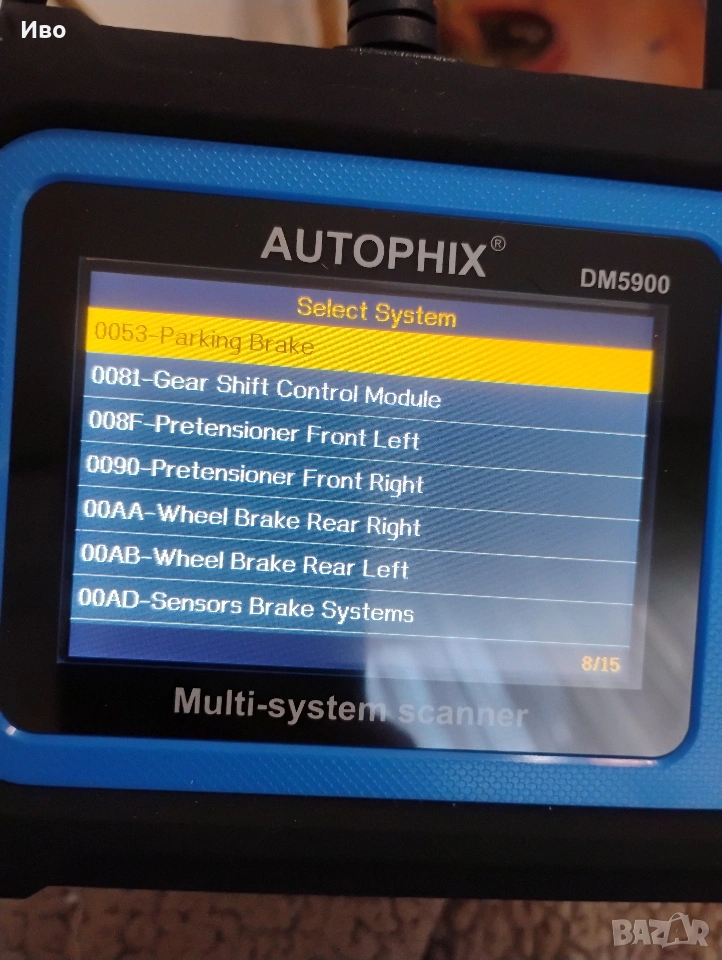 Иво
AUTOPHIX®
DM5900
Select System
0053-Parking Brake
0081-Gear Shift Control Module
008F-Pretensioner Front Left
0090-Pretensioner Front Right
00AA-Wheel Brake Rear Right
00AB-Wheel Brake Rear Left
00AD-Sensors Brake Systems
8/15
Multi-system scanner
BAZAR